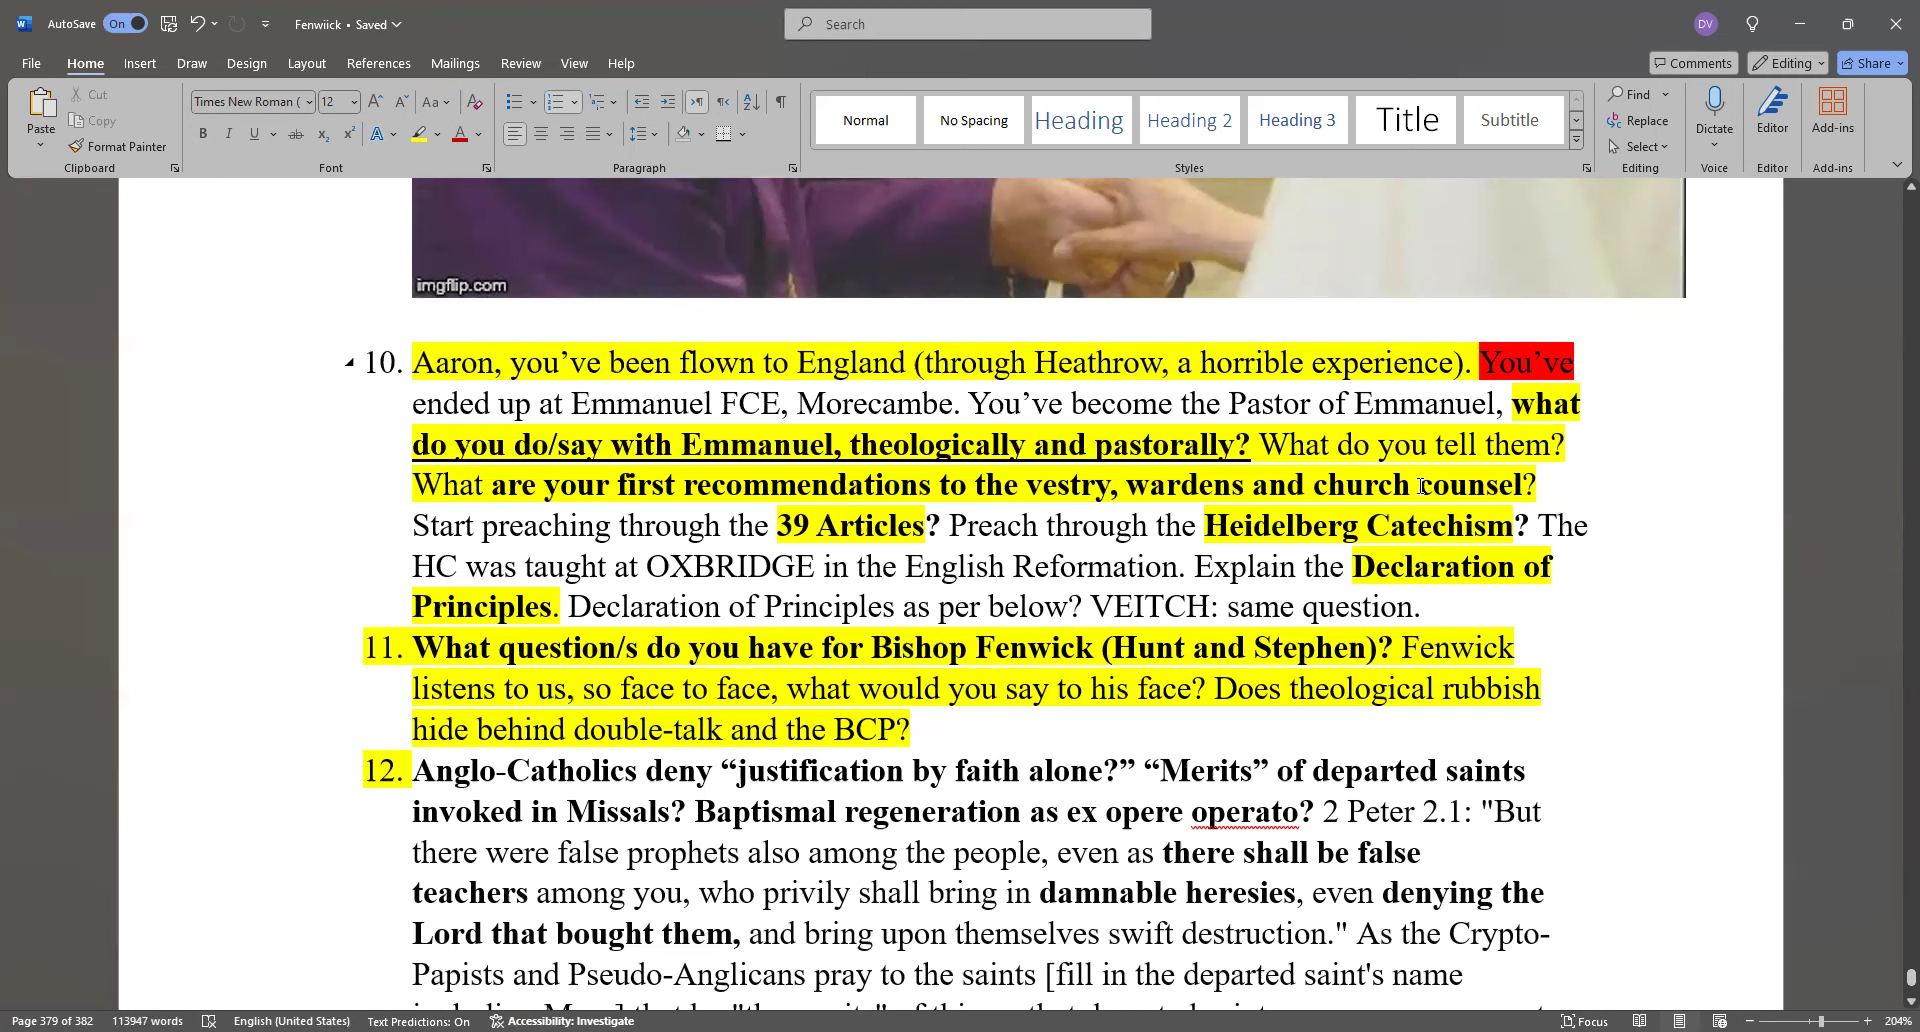 AutoSave On Fenwiick • Saved Search DV
File Home Insert Draw Design Layout References Mailings Review View Help Comments Editing Share
Paste Cut Copy Format Painter Clipboard
Times New Roman ( 12 Font
Paragraph
Normal No Spacing Heading Heading 2 Heading 3 Title Subtitle Styles
Find Replace Select Editing
Dictate Voice Editor Editor Add-ins Add-ins
imgflip.com
10. Aaron, you’ve been flown to England (through Heathrow, a horrible experience). You’ve
ended up at Emmanuel FCE, Morecambe. You’ve become the Pastor of Emmanuel, what
do you do/say with Emmanuel, theologically and pastorally? What do you tell them?
What are your first recommendations to the vestry, wardens and church counsel?
Start preaching through the 39 Articles? Preach through the Heidelberg Catechism? The
HC was taught at OXBRIDGE in the English Reformation. Explain the Declaration of
Principles. Declaration of Principles as per below? VEITCH: same question.
11. What question/s do you have for Bishop Fenwick (Hunt and Stephen)? Fenwick
listens to us, so face to face, what would you say to his face? Does theological rubbish
hide behind double-talk and the BCP?
12. Anglo-Catholics deny “justification by faith alone?” “Merits” of departed saints
invoked in Missals? Baptismal regeneration as ex opere operato? 2 Peter 2.1: "But
there were false prophets also among the people, even as there shall be false
teachers among you, who privily shall bring in damnable heresies, even denying the
Lord that bought them, and bring upon themselves swift destruction." As the Crypto-
Papists and Pseudo-Anglicans pray to the saints [fill in the departed saint's name
Page 379 of 382 113947 words English (United States) Text Predictions: On Accessibility: Investigate Focus 204%